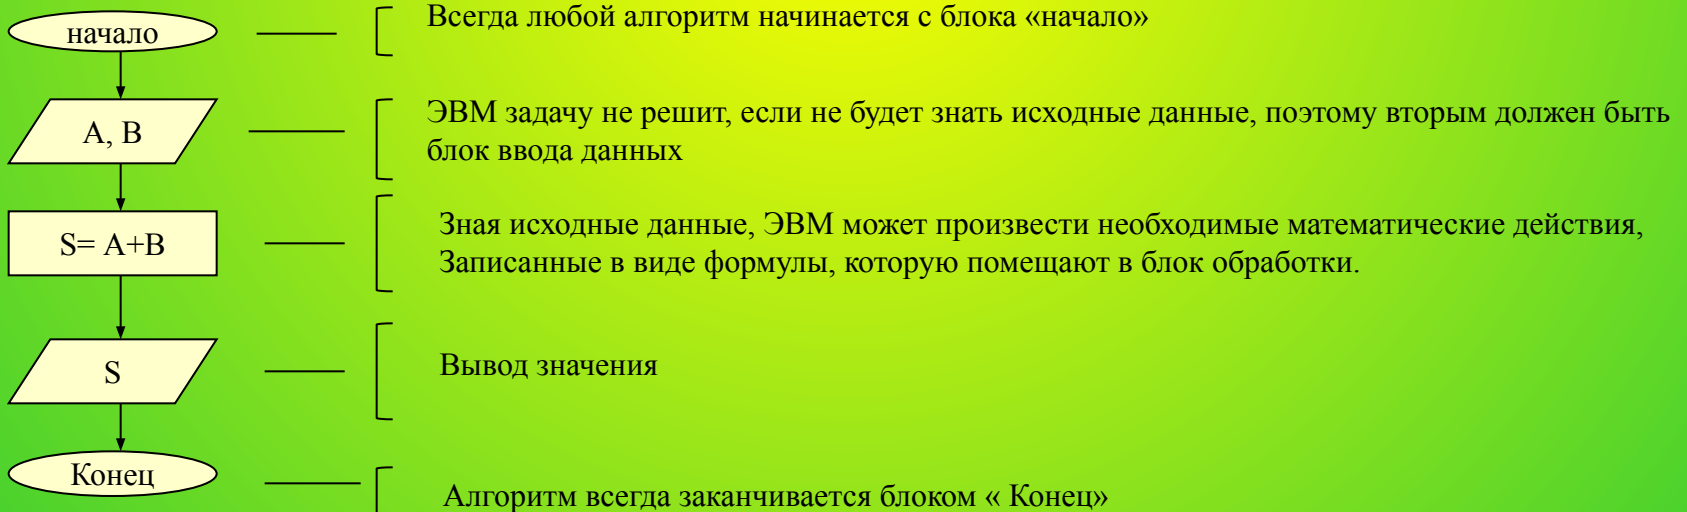 начало
Всегда любой алгоритм начинается с блока «начало»
A, B
ЭВМ задачу не решит, если не будет знать исходные данные, поэтому вторым должен быть
блок ввода данных
S= A+B
Зная исходные данные, ЭВМ может произвести необходимые математические действия,
Записанные в виде формулы, которую помещают в блок обработки.
S
Вывод значения
Конец
Алгоритм всегда заканчивается блоком « Конец»